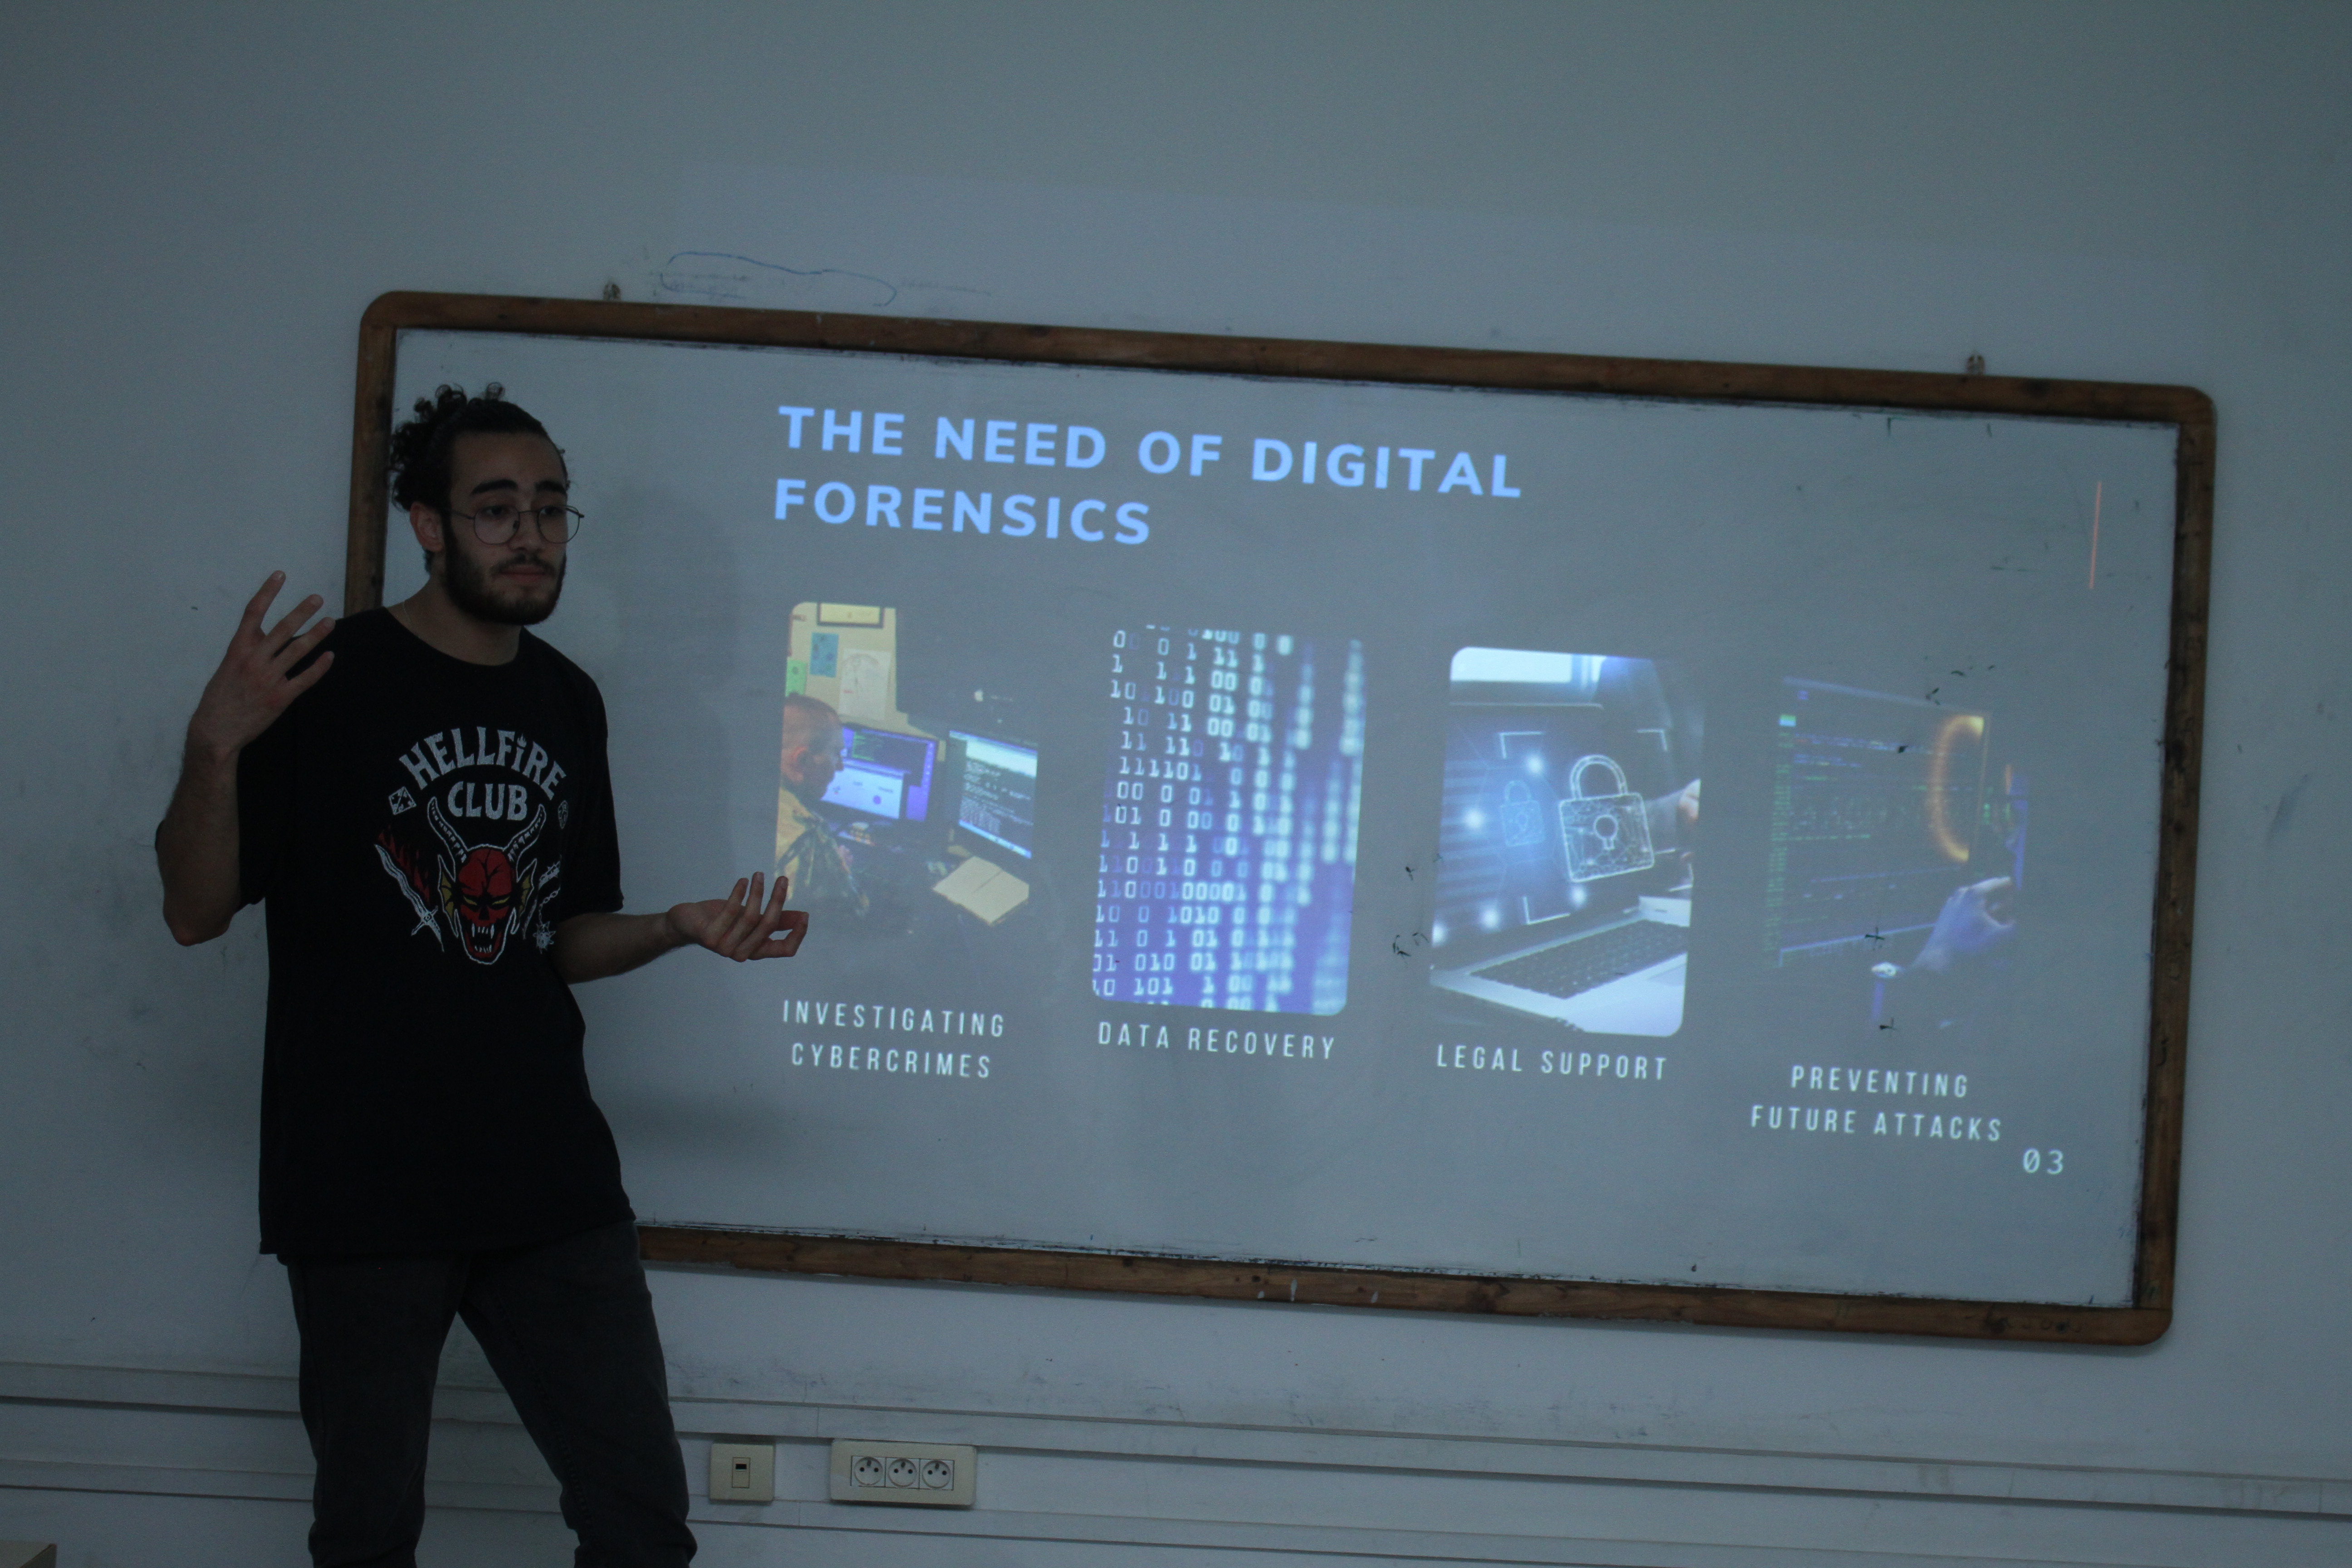 THE NEED OF DIGITAL
FORENSICS
INVESTIGATING
CYBERCRIMES
DATA RECOVERY
LEGAL SUPPORT
PREVENTING
FUTURE ATTACKS
03
HELLFIRE
CLUB